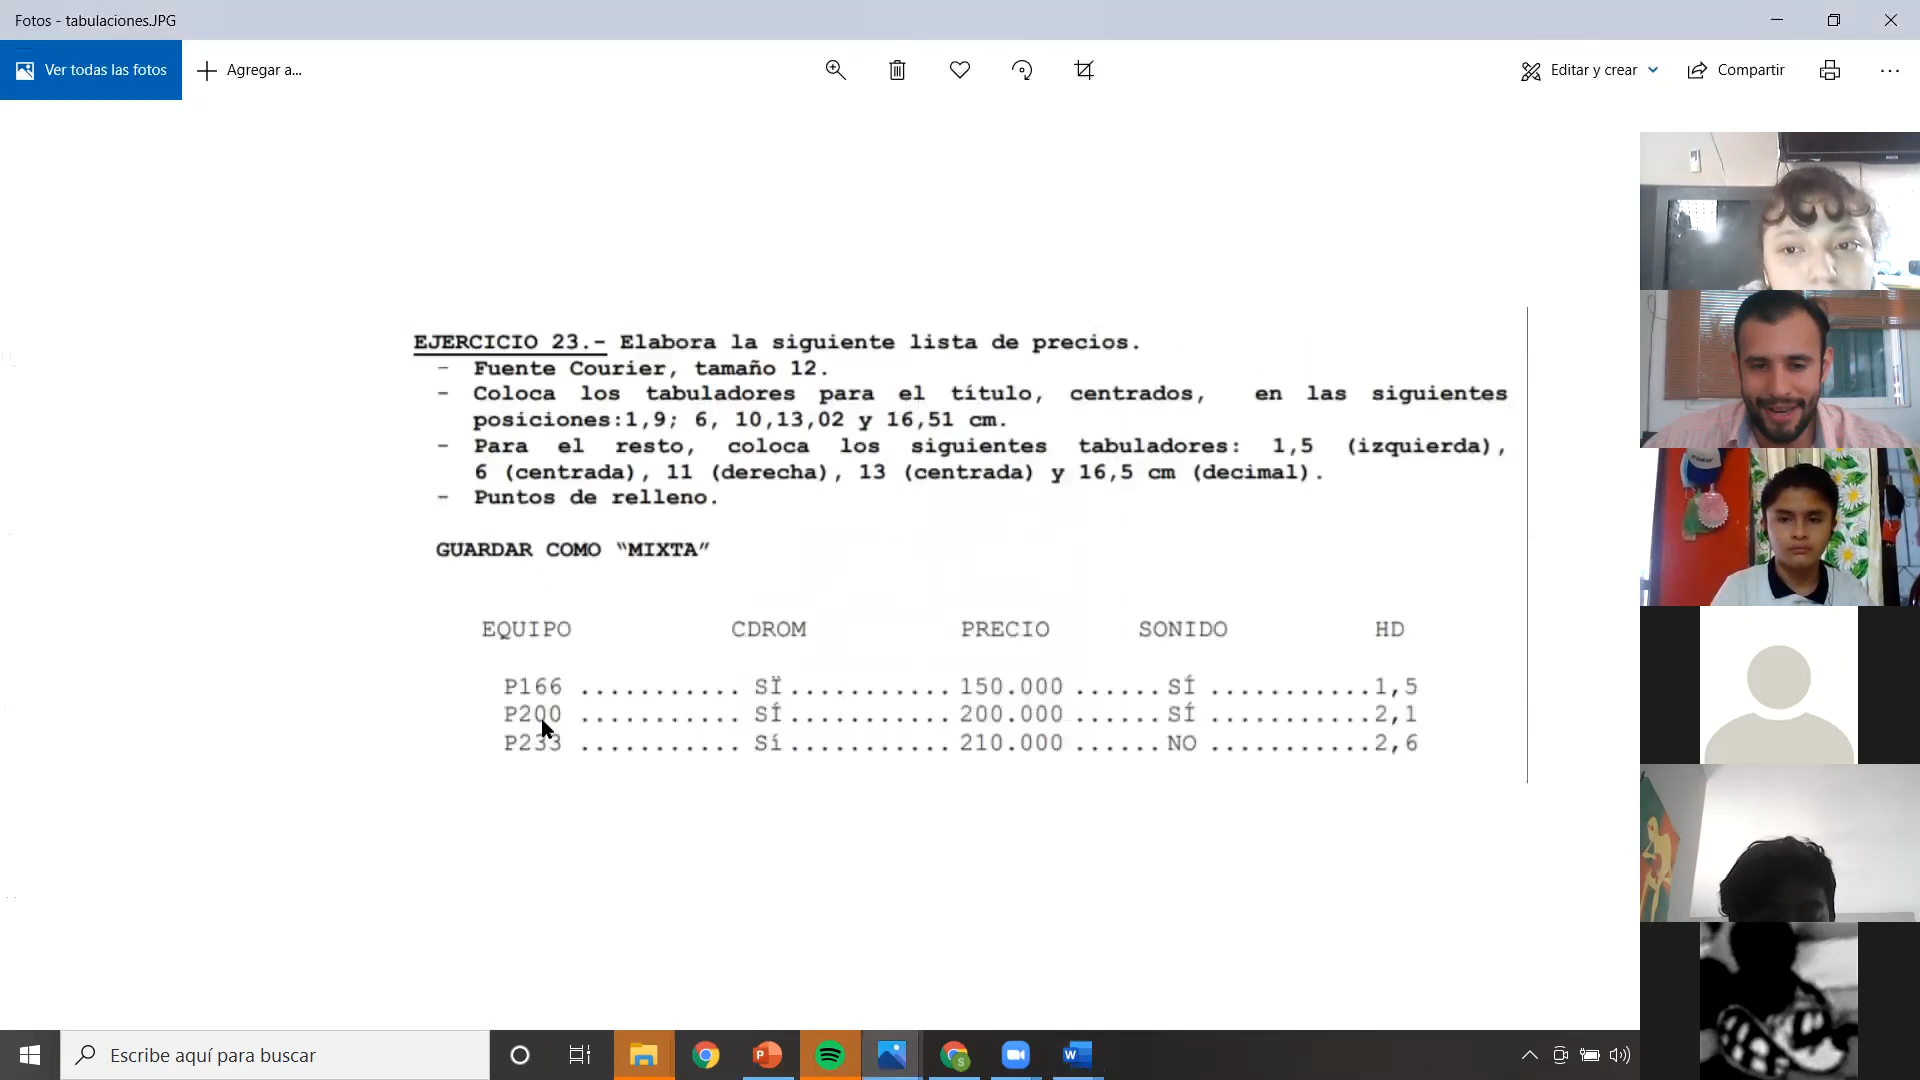 Fotos - tabulaciones.JPG
Ver todas las fotos
Agregar a...
Editar y crear
Compartir
EJERCICIO 23.- Elabora la siguiente lista de precios.
- Fuente Courier, tamaño 12.
- Coloca los tabuladores para el título, centrados, en las siguientes
posiciones:1,9; 6, 10,13,02 y 16,51 cm.
- Para el resto, coloca los siguientes tabuladores: 1,5 (izquierda),
6 (centrada), 11 (derecha), 13 (centrada) y 16,5 cm (decimal).
- Puntos de relleno.
GUARDAR COMO “MIXTA”
EQUIPO CDROM PRECIO SONIDO HD
P166 ........... SÏ........... 150.000 ......SÍ ...........1,5
P200 ........... SÍ........... 200.000 ......SÍ ...........2,1
P233 ........... Sí........... 210.000 ......NO ...........2,6
Escribe aquí para buscar